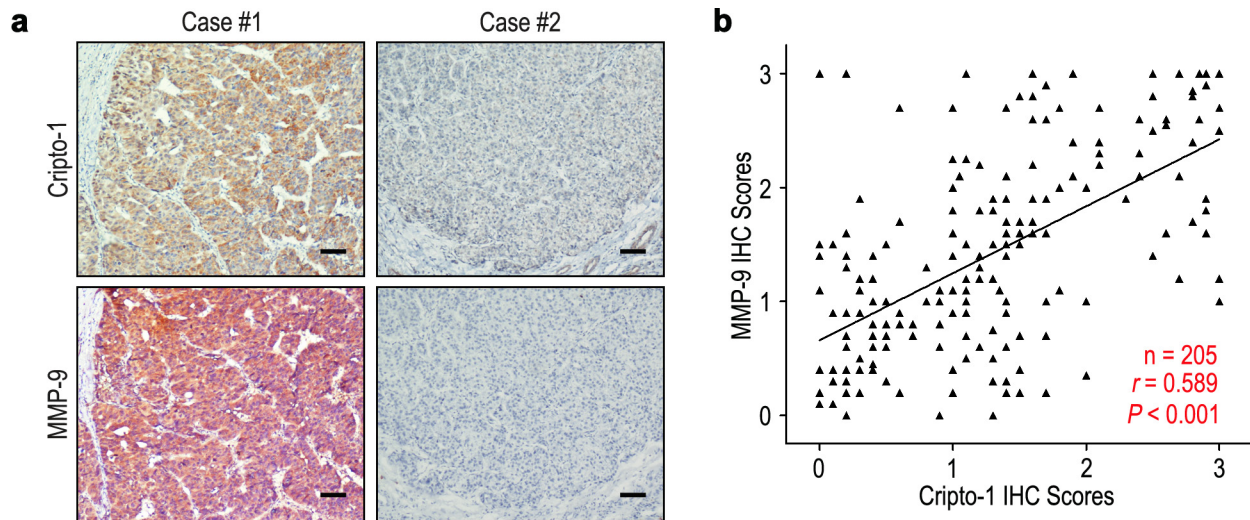 a
Case #1
Case #2
Cripto-1
MMP-9
b
MMP-9 IHC Scores
3
2
1
0
n = 205
r = 0.589
P < 0.001
0 1 2 3
Cripto-1 IHC Scores